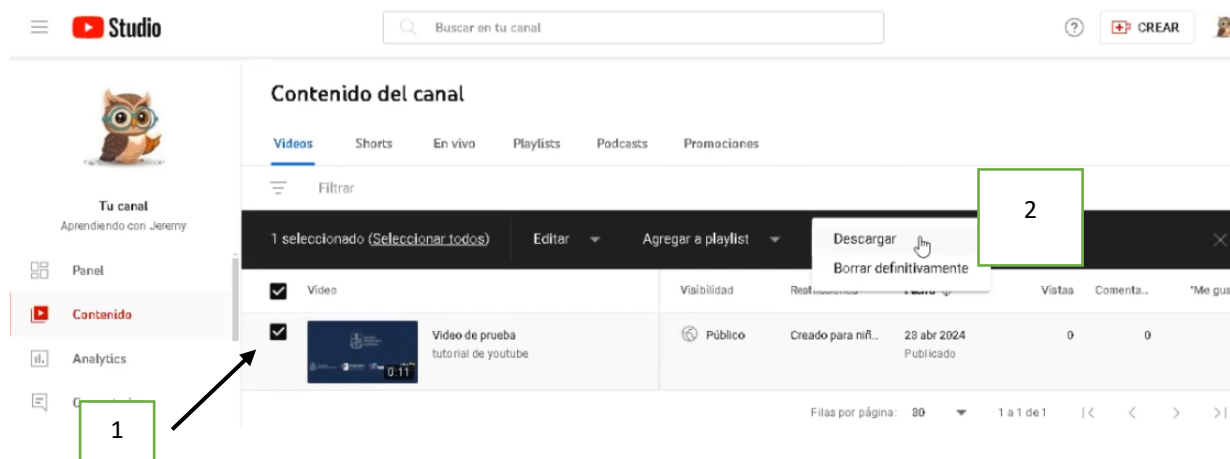 Studio
Buscar en tu canal
CREAR
Contenido del canal
Videos Shorts En vivo Playlists Podcasts Promociones
Filtrar
Tu canal
Aprendiendo con Jeremy
2
1 seleccionado (Seleccionar todos) Editar Agregar a playlist
Descargar
Borrar definitivamente
Panel
Contenido
Analytics
Video Visibilidad Vistas Comenta... "Me gus
Video de prueba
tutorial de youtube
0:11
Público
Creado para niñ...
23 abr 2024
Publicado
0 0
Filas por página: 30 1 a 1 de 1
1